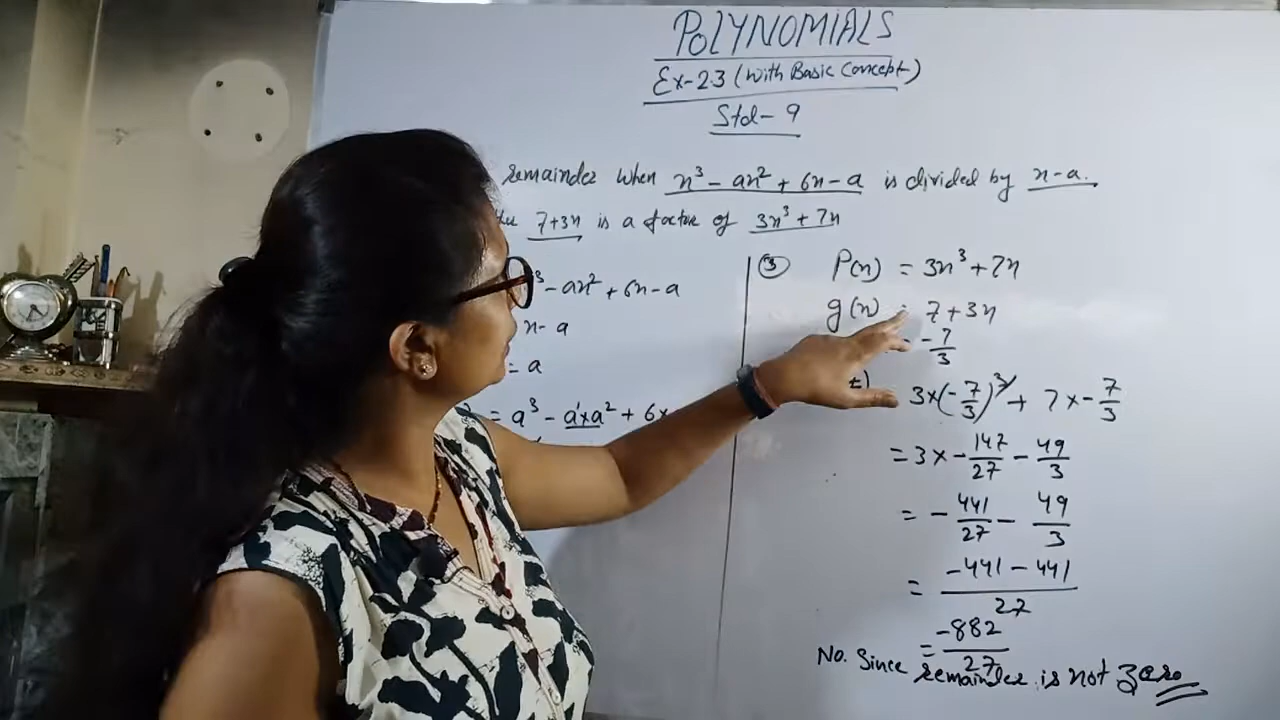 POLYNOMIALS
Ex-2.3 (with Basic Concept)
Std- 9
remainder when x³ - ax² + 6x - a is divided by x-a.
7+3x is a factor of 3x³ + 7x
- ax² + 6x - a
x - a
= a
= a³ - a¹xa² + 6x
③ P(x) = 3x³ + 7x
g(x) 7 + 3x
-7/3
3x(-7/3)³ + 7x-7/3
= 3x - 147/27 - 49/3
= - 441/27 - 49/3
= -441 - 441/27
= -882/27
No. Since remainder is not zero